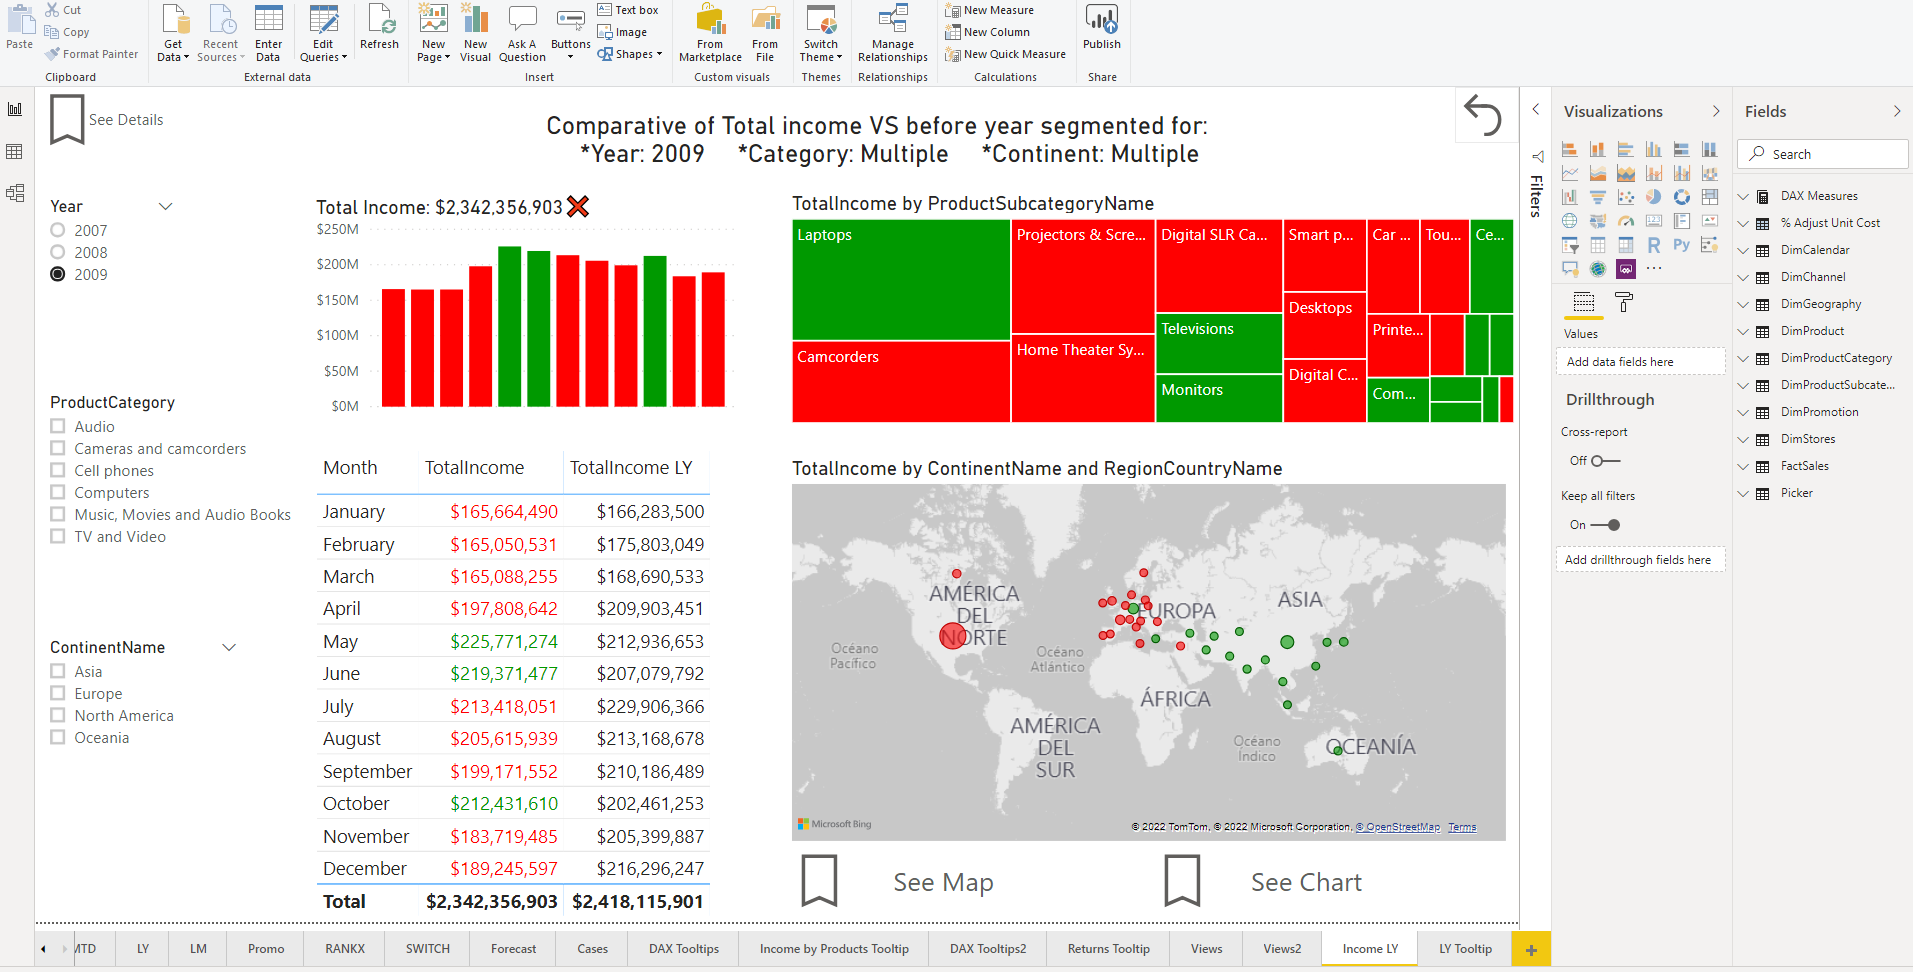 Paste
Cut
Copy
Format Painter
Clipboard
Get Data
Recent Sources
Enter Data
Edit Queries
Refresh
External data
New Page
New Visual
Ask A Question
Buttons
Text box
Image
Shapes
Insert
From Marketplace
From File
Custom visuals
Switch Theme
Themes
Manage Relationships
Relationships
New Measure
New Column
New Quick Measure
Calculations
Publish
Share
See Details
Comparative of Total income VS before year segmented for:
*Year: 2009 *Category: Multiple *Continent: Multiple
Year
2007
2008
2009
ProductCategory
Audio
Cameras and camcorders
Cell phones
Computers
Music, Movies and Audio Books
TV and Video
ContinentName
Asia
Europe
North America
Oceania
Total Income: $2,342,356,903
$250M
$200M
$150M
$100M
$50M
$0M
Month TotalIncome TotalIncome LY
January $165,664,490 $166,283,500
February $165,050,531 $175,803,049
March $165,088,255 $168,690,533
April $197,808,642 $209,903,451
May $225,771,274 $212,936,653
June $219,371,477 $207,079,792
July $213,418,051 $229,906,366
August $205,615,939 $213,168,678
September $199,171,552 $210,186,489
October $212,431,610 $202,461,253
November $183,719,485 $205,399,887
December $189,245,597 $216,296,247
Total $2,342,356,903 $2,418,115,901
TotalIncome by ProductSubcategoryName
Laptops
Camcorders
Projectors & Scre...
Home Theater Sy...
Digital SLR Ca...
Televisions
Monitors
Smart p...
Desktops
Digital C...
Car ...
Tou...
Ce...
Printe...
Com...
TotalIncome by ContinentName and RegionCountryName
AMÉRICA
DEL
NORTE
EUROPA
ASIA
Océano
Pacífico
Océano
Atlántico
ÁFRICA
AMÉRICA
DEL
SUR
Océano
Índico
OCEANÍA
Microsoft Bing
© 2022 TomTom, © 2022 Microsoft Corporation, © OpenStreetMap Terms
See Map
See Chart
Filters
Visualizations
R
Py
123
Values
Add data fields here
Drillthrough
Cross-report
Off
Keep all filters
On
Add drillthrough fields here
Fields
Search
DAX Measures
% Adjust Unit Cost
DimCalendar
DimChannel
DimGeography
DimProduct
DimProductCategory
DimProductSubcate...
DimPromotion
DimStores
FactSales
Picker
MTD
LY
LM
Promo
RANKX
SWITCH
Forecast
Cases
DAX Tooltips
Income by Products Tooltip
DAX Tooltips2
Returns Tooltip
Views
Views2
Income LY
LY Tooltip
+